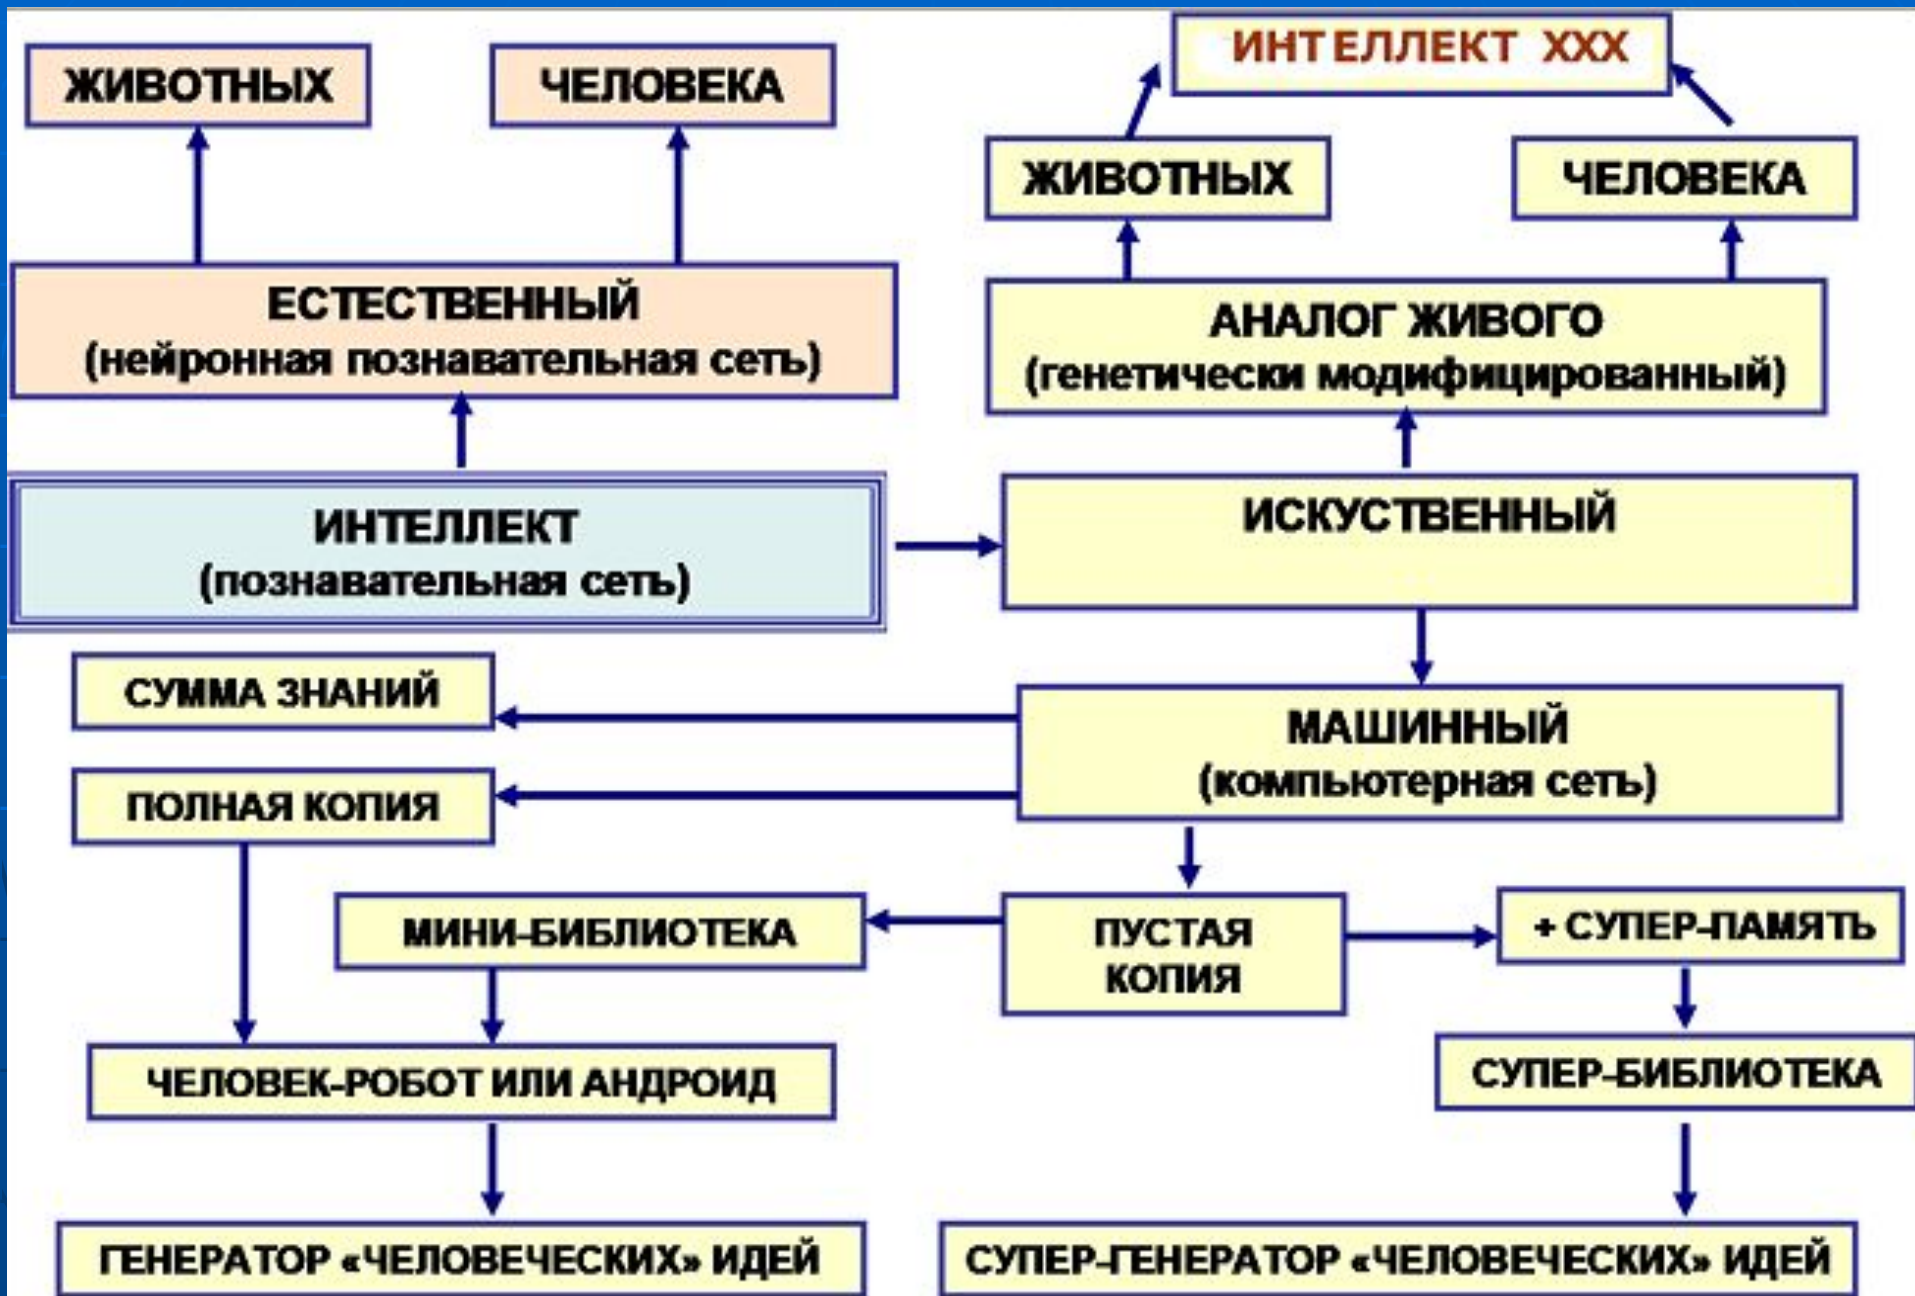 ИНТЕЛЛЕКТ ХХХ
ЖИВОТНЫХ
ЧЕЛОВЕКА
ЖИВОТНЫХ
ЧЕЛОВЕКА
ЕСТЕСТВЕННЫЙ
(нейронная познавательная сеть)
АНАЛОГ ЖИВОГО
(генетически модифицированный)
ИНТЕЛЛЕКТ
(познавательная сеть)
ИСКУСТВЕННЫЙ
СУММА ЗНАНИЙ
МАШИННЫЙ
(компьютерная сеть)
ПОЛНАЯ КОПИЯ
МИНИ-БИБЛИОТЕКА
ПУСТАЯ
КОПИЯ
+ СУПЕР-ПАМЯТЬ
ЧЕЛОВЕК-РОБОТ ИЛИ АНДРОИД
СУПЕР-БИБЛИОТЕКА
ГЕНЕРАТОР «ЧЕЛОВЕЧЕСКИХ» ИДЕЙ
СУПЕР-ГЕНЕРАТОР «ЧЕЛОВЕЧЕСКИХ» ИДЕЙ